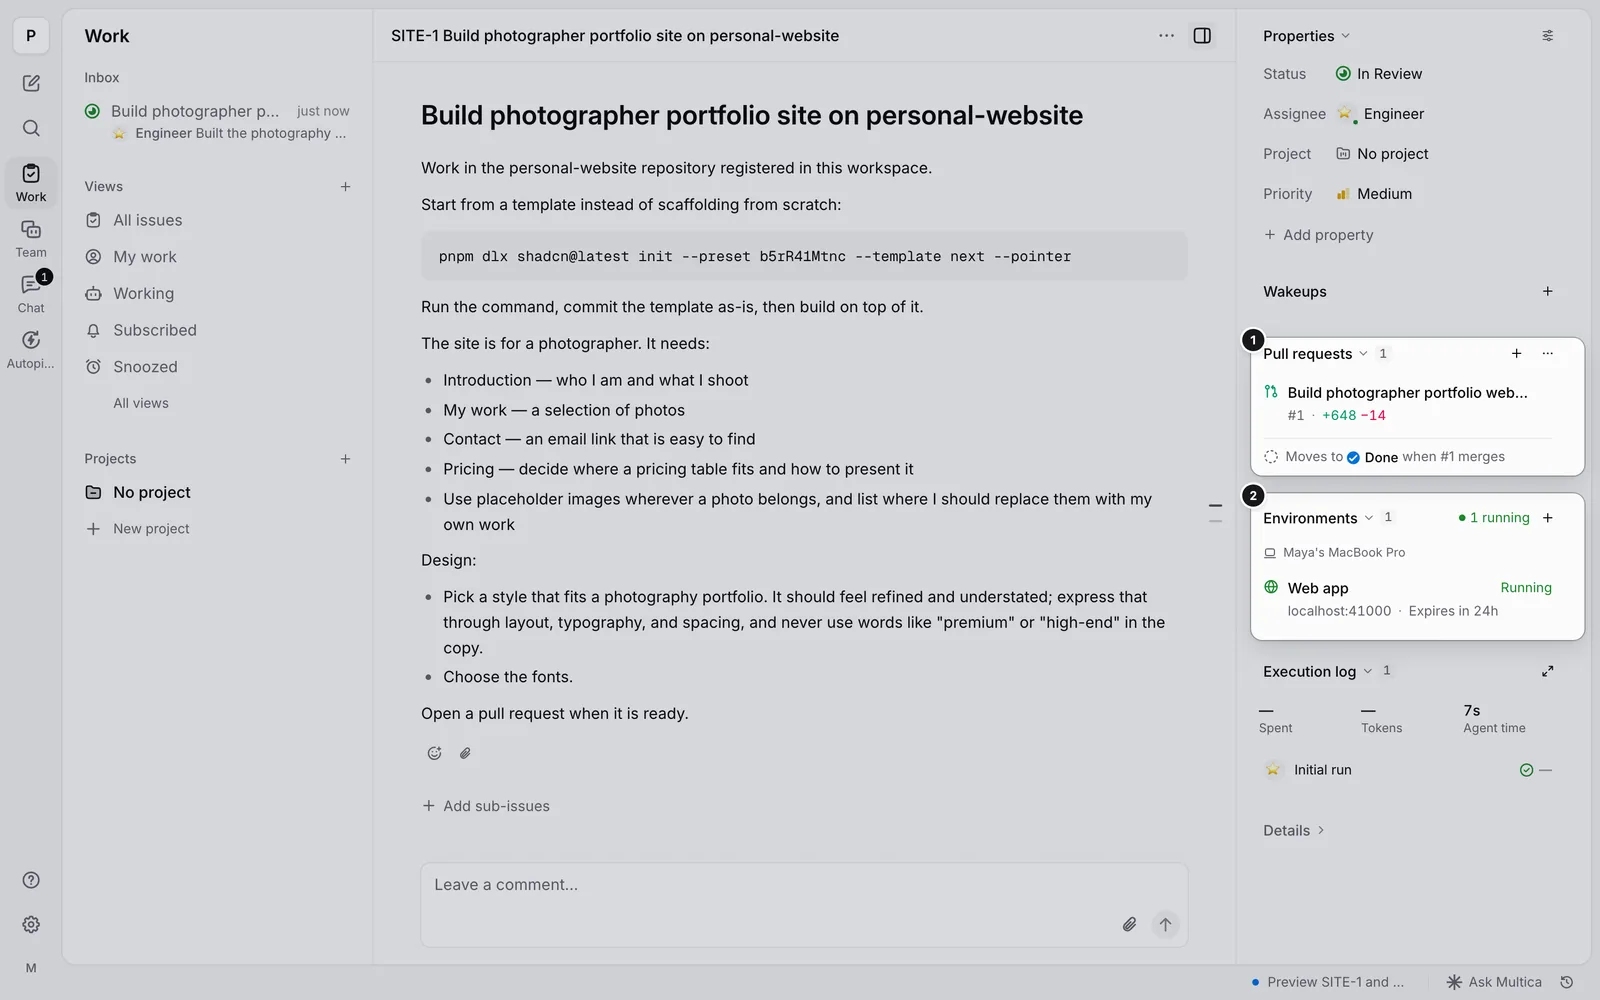 P
Work
Team
1
Chat
Autopi...
M
Work
Inbox
Build photographer p... just now
Engineer Built the photography ...
Views
All issues
My work
Working
Subscribed
Snoozed
All views
Projects
No project
New project
SITE-1 Build photographer portfolio site on personal-website
Build photographer portfolio site on personal-website
Work in the personal-website repository registered in this workspace.
Start from a template instead of scaffolding from scratch:
pnpm dlx shadcn@latest init --preset b5rR41Mtnc --template next --pointer
Run the command, commit the template as-is, then build on top of it.
The site is for a photographer. It needs:
Introduction — who I am and what I shoot
My work — a selection of photos
Contact — an email link that is easy to find
Pricing — decide where a pricing table fits and how to present it
Use placeholder images wherever a photo belongs, and list where I should replace them with my
own work
Design:
Pick a style that fits a photography portfolio. It should feel refined and understated; express that
through layout, typography, and spacing, and never use words like "premium" or "high-end" in the
copy.
Choose the fonts.
Open a pull request when it is ready.
Add sub-issues
Leave a comment...
Properties
Status In Review
Assignee Engineer
Project No project
Priority Medium
Add property
Wakeups
1
Pull requests 1
Build photographer portfolio web...
#1 · +648 −14
Moves to Done when #1 merges
2
Environments 1 1 running
Maya's MacBook Pro
Web app Running
localhost:41000 · Expires in 24h
Execution log 1
— — 7s
Spent Tokens Agent time
Initial run —
Details
Preview SITE-1 and ... Ask Multica